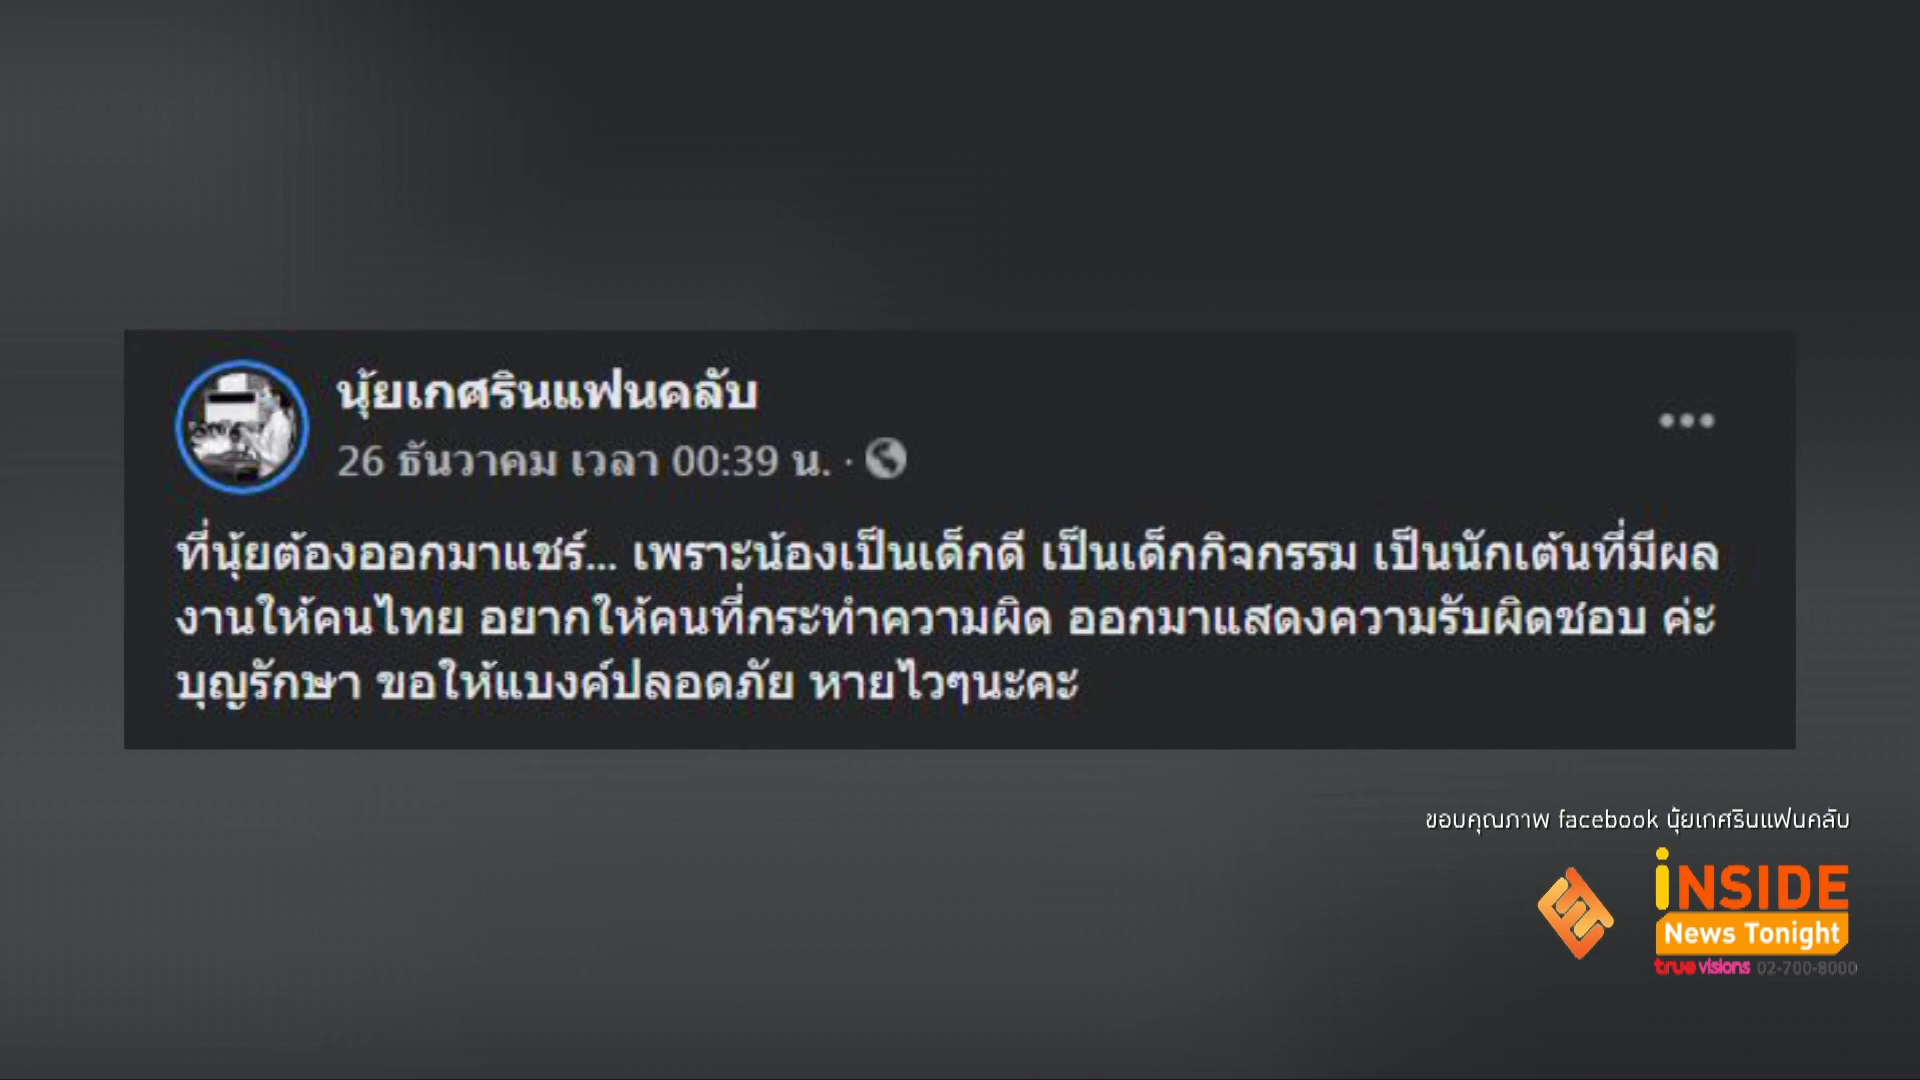 นุ้ยเกศรินแฟนคลับ
26 ธันวาคม เวลา 00:39 น. ·
ที่นุ้ยต้องออกมาแชร์... เพราะน้องเป็นเด็กดี เป็นเด็กกิจกรรม เป็นนักเต้นที่มีผล
งานให้คนไทย อยากให้คนที่กระทำความผิด ออกมาแสดงความรับผิดชอบ ค่ะ
บุญรักษา ขอให้แบงค์ปลอดภัย หายไวๆนะคะ
ขอบคุณภาพ facebook นุ้ยเกศรินแฟนคลับ
iNSIDE
News Tonight
truevisions 02-700-8000